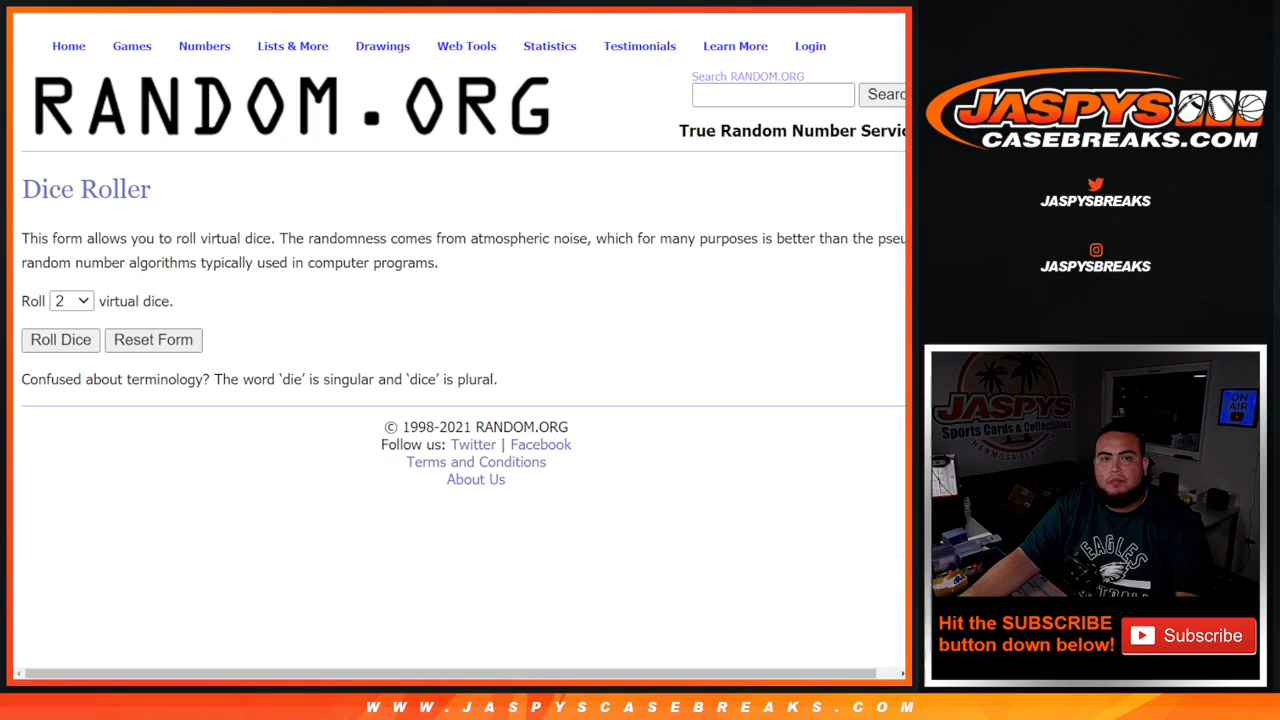 Home Games Numbers Lists & More Drawings Web Tools Statistics Testimonials Learn More Login
RANDOM.ORG
Search RANDOM.ORG
Searc
True Random Number Servic
Dice Roller
This form allows you to roll virtual dice. The randomness comes from atmospheric noise, which for many purposes is better than the pseu
random number algorithms typically used in computer programs.
Roll 2 virtual dice.
Roll Dice Reset Form
Confused about terminology? The word ‘die’ is singular and ‘dice’ is plural.
© 1998-2021 RANDOM.ORG
Follow us: Twitter | Facebook
Terms and Conditions
About Us
JASPYS
CASEBREAKS.COM
JASPYSBREAKS
JASPYSBREAKS
JASPYS
Sports Cards & Collectibles
HERMOSA BEACH
ON
AIR
EAGLES
Hit the SUBSCRIBE
button down below!
Subscribe
WWW.JASPYSCASEBREAKS.COM